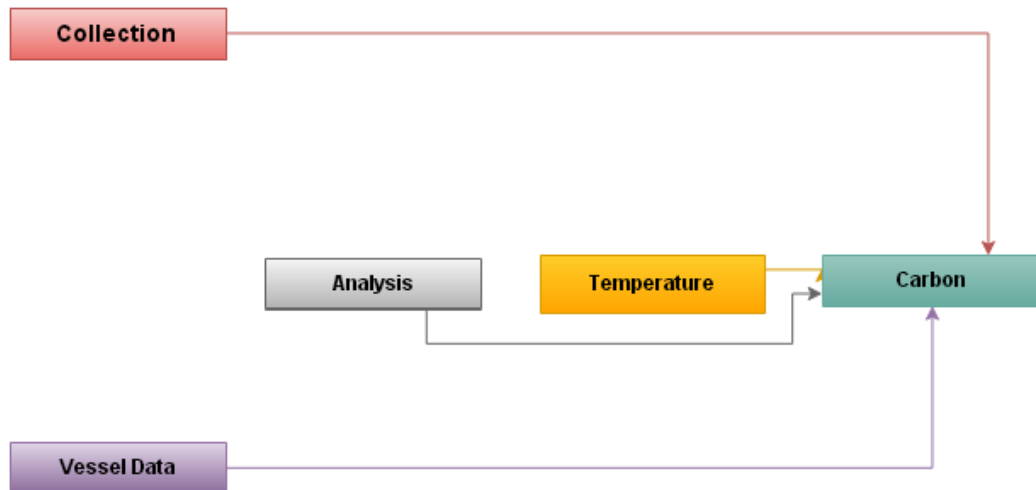 Collection
Analysis
Temperature
Carbon
Vessel Data